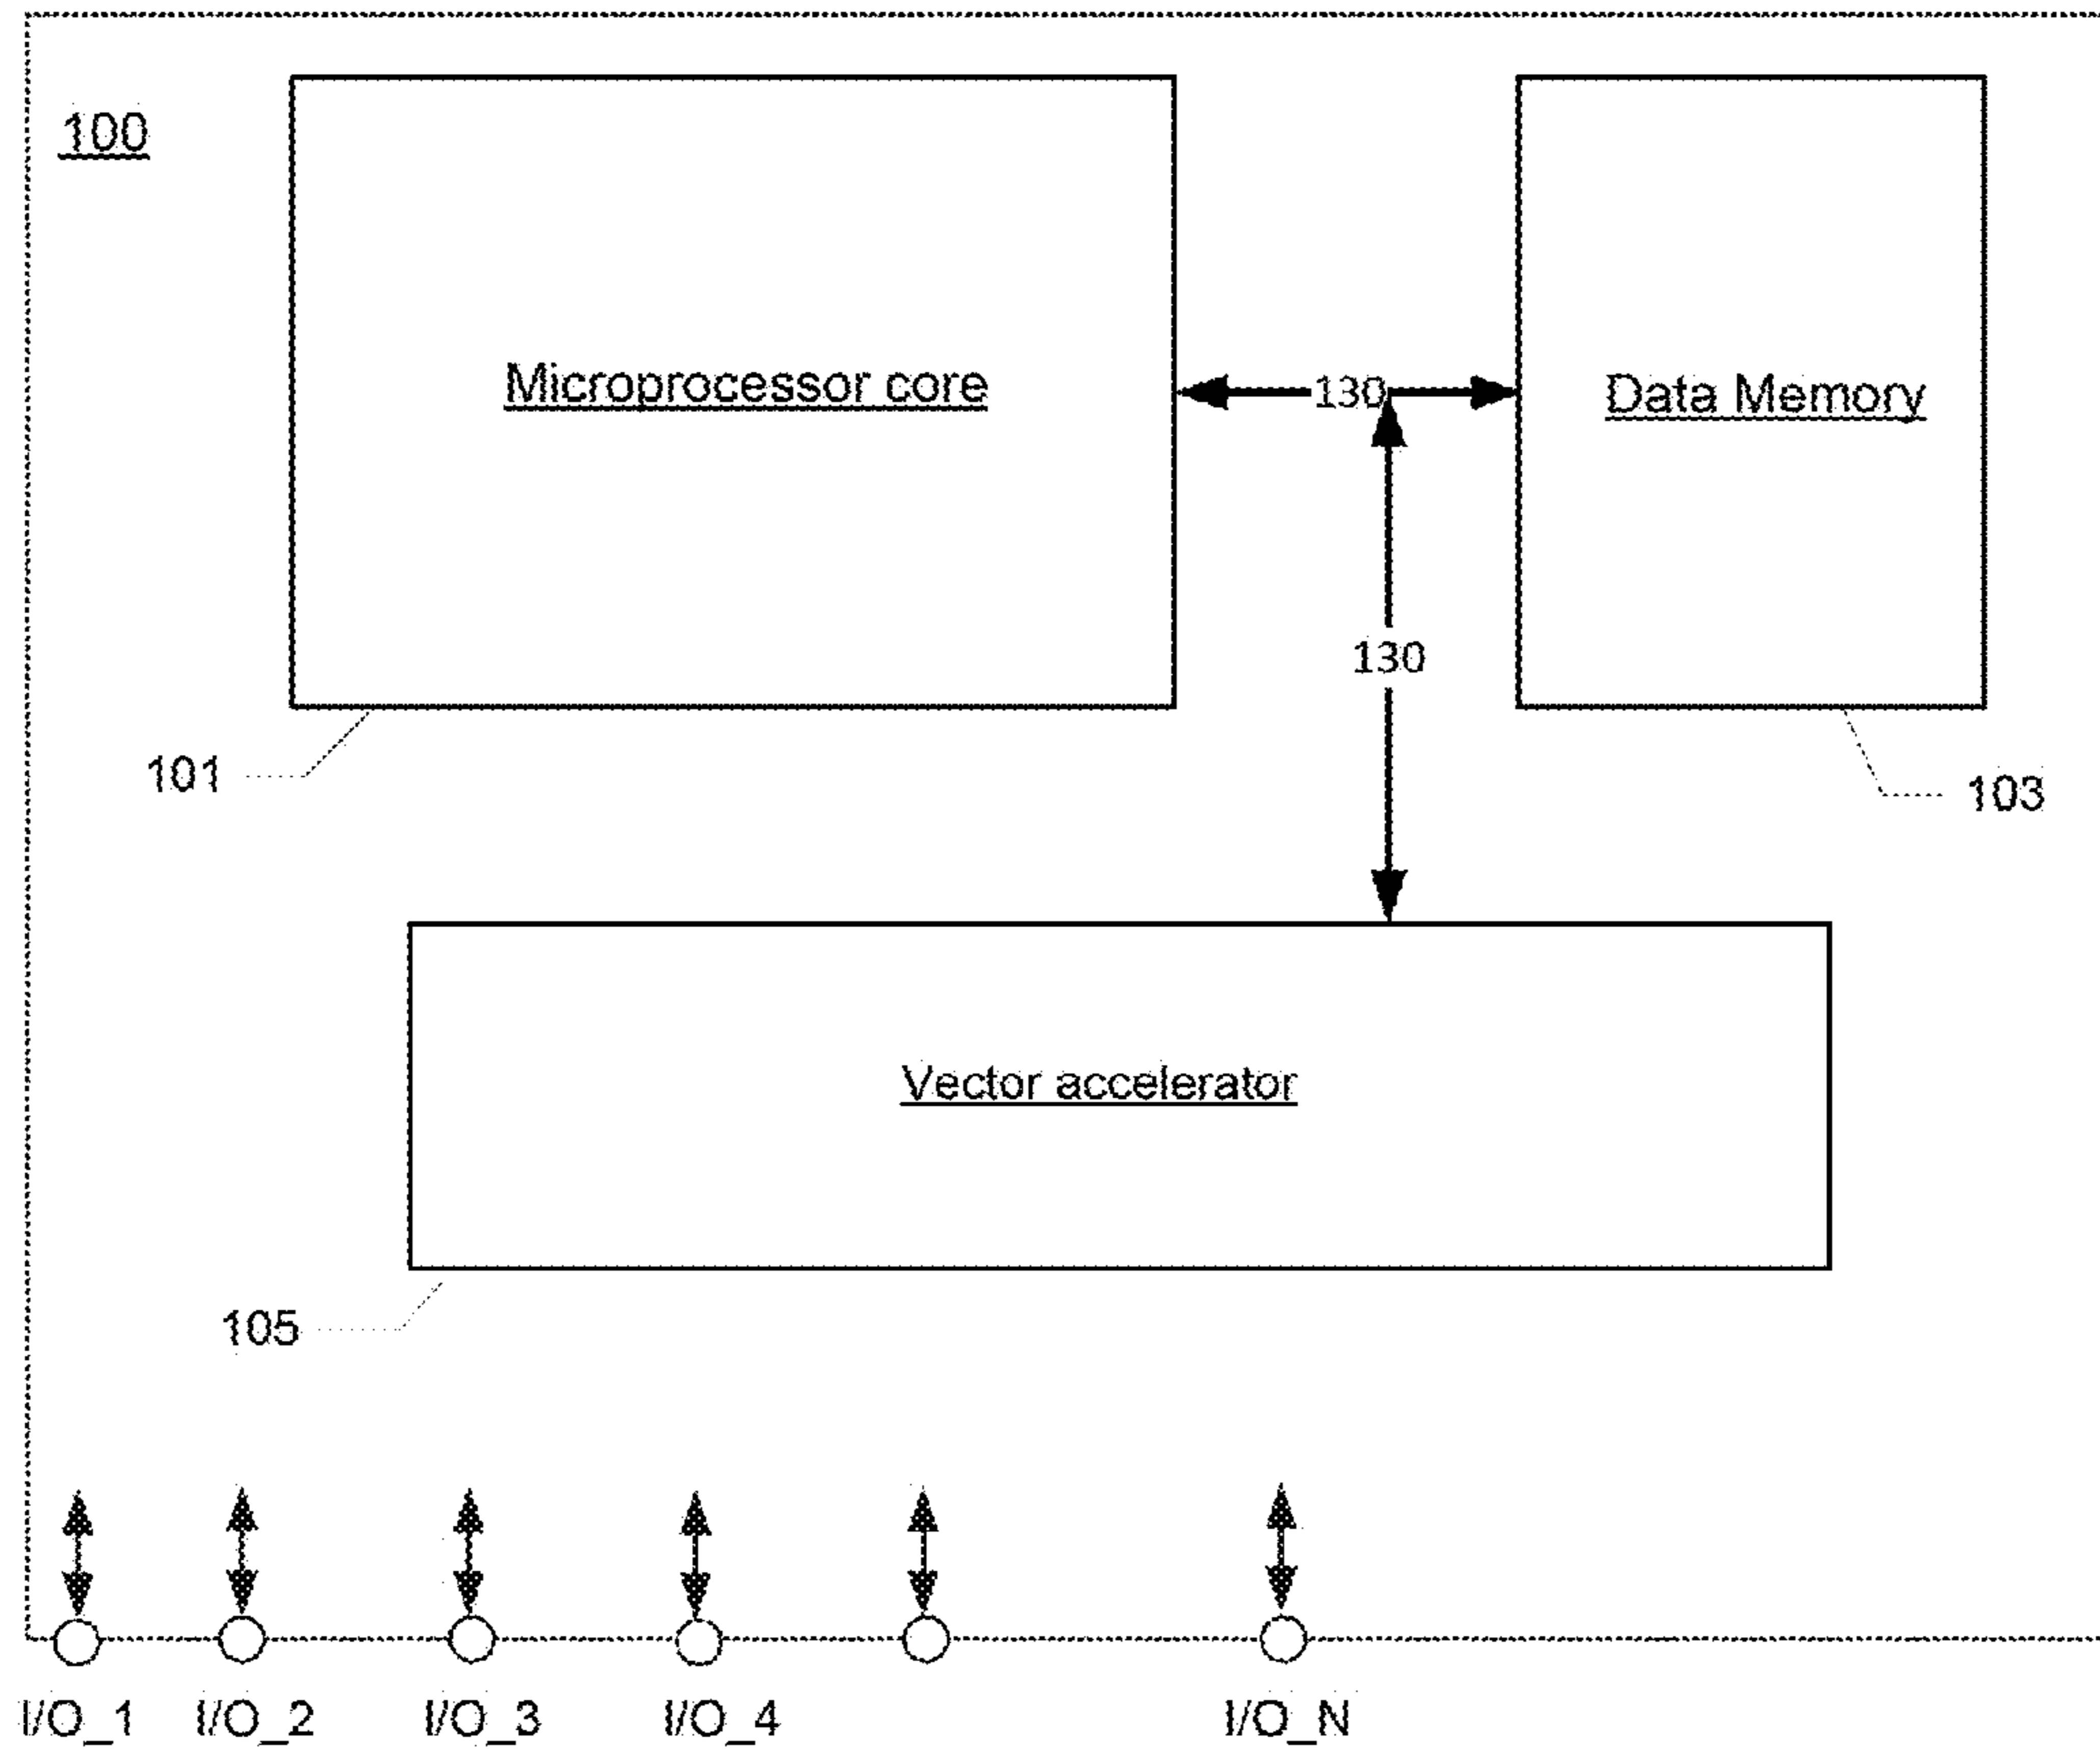 100
Microprocessor core
130
Data Memory
130
101
103
Vector accelerator
105
I/O_1 I/O_2 I/O_3 I/O_4 I/O_N